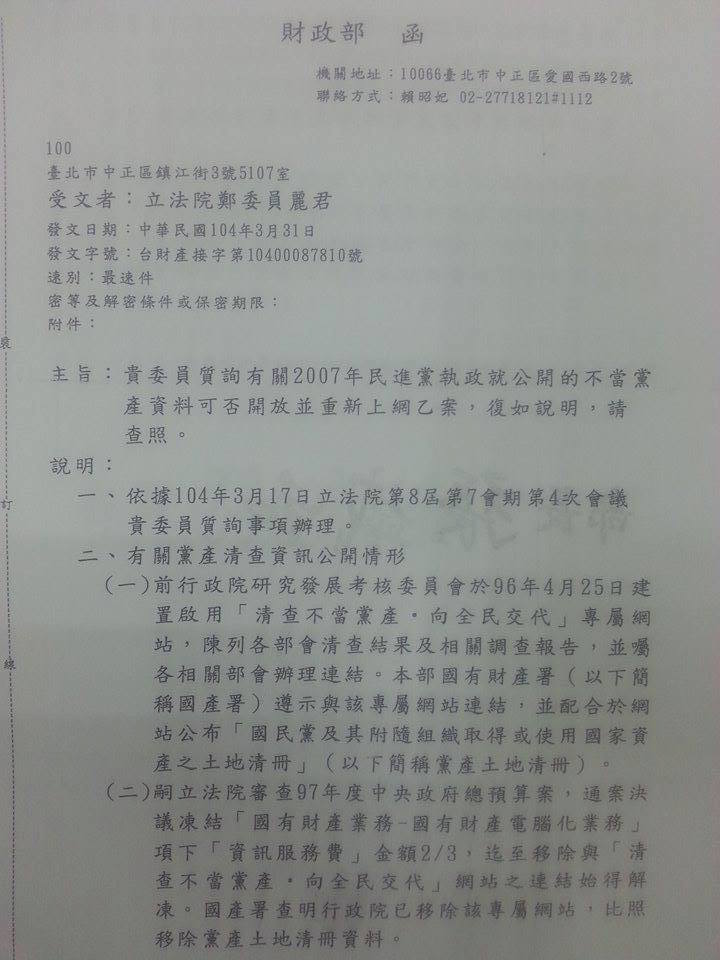 財政部 函
機關地址：10066臺北市中正區愛國西路2號
聯絡方式：賴昭妃 02-27718121#1112
100
臺北市中正區鎮江街3號5107室
受文者：立法院鄭委員麗君
發文日期：中華民國104年3月31日
發文字號：台財產接字第10400087810號
速別：最速件
密等及解密條件或保密期限：
附件：
主旨：貴委員質詢有關2007年民進黨執政就公開的不當黨
產資料可否開放並重新上網乙案，復如說明，請
查照。
說明：
一、依據104年3月17日立法院第8屆第7會期第4次會議
貴委員質詢事項辦理。
二、有關黨產清查資訊公開情形
(一)前行政院研究發展考核委員會於96年4月25日建
置啟用「清查不當黨產・向全民交代」專屬網
站，陳列各部會清查結果及相關調查報告，並囑
各相關部會辦理連結。本部國有財產署（以下簡
稱國產署）遵示與該專屬網站連結，並配合於網
站公布「國民黨及其附隨組織取得或使用國家資
產之土地清冊」（以下簡稱黨產土地清冊）。
(二)嗣立法院審查97年度中央政府總預算案，通案決
議凍結「國有財產業務-國有財產電腦化業務」
項下「資訊服務費」金額2/3，迄至移除與「清
查不當黨產・向全民交代」網站之連結始得解
凍。國產署查明行政院已移除該專屬網站，比照
移除黨產土地清冊資料。
裝
訂
線